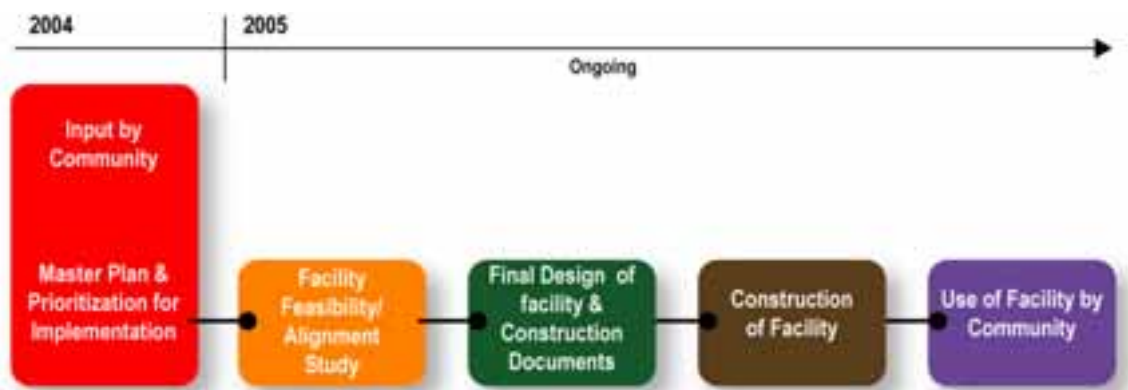 2004
2005
Ongoing
Input by
Community
Master Plan &
Prioritization for
Implementation
Facility
Feasibility/
Alignment
Study
Final Design of
facility &
Construction
Documents
Construction
of Facility
Use of Facility by
Community